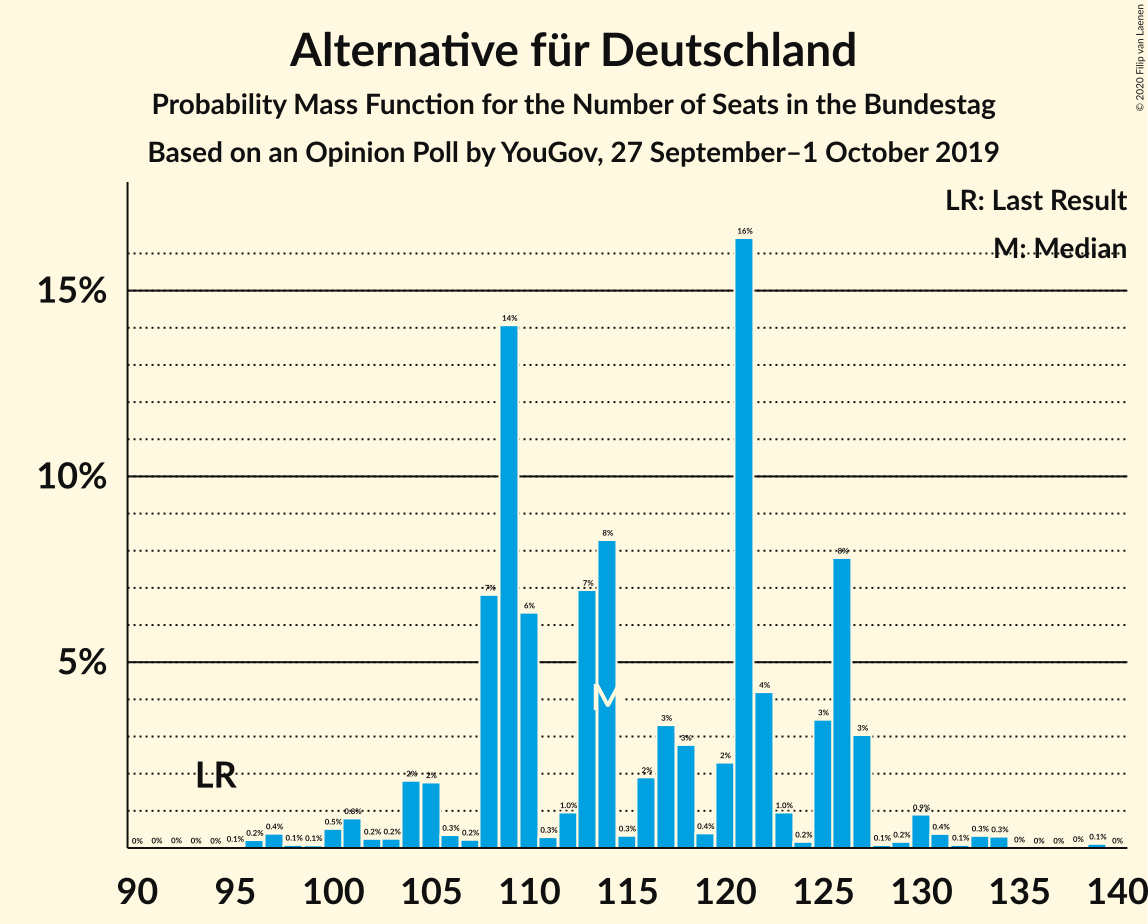 Alternative für Deutschland
Probability Mass Function for the Number of Seats in the Bundestag
Based on an Opinion Poll by YouGov, 27 September–1 October 2019
© 2020 Filip van Laenen
LR: Last Result
M: Median
15%
10%
5%
0% 0% 0% 0% 0% 0.1% 0.2% 0.4% 0.1% 0.1% 0.5% 0.8% 0.2% 0.2% 2% 2% 0.3% 0.2% 7% 14% 6% 0.3% 1.0% 7% 8% 0.3% 2% 3% 3% 0.4% 2% 16% 4% 1.0% 0.2% 3% 8% 3% 0.1% 0.2% 0.9% 0.4% 0.1% 0.3% 0.3% 0% 0% 0% 0% 0.1% 0%
M
LR
90 95 100 105 110 115 120 125 130 135 140